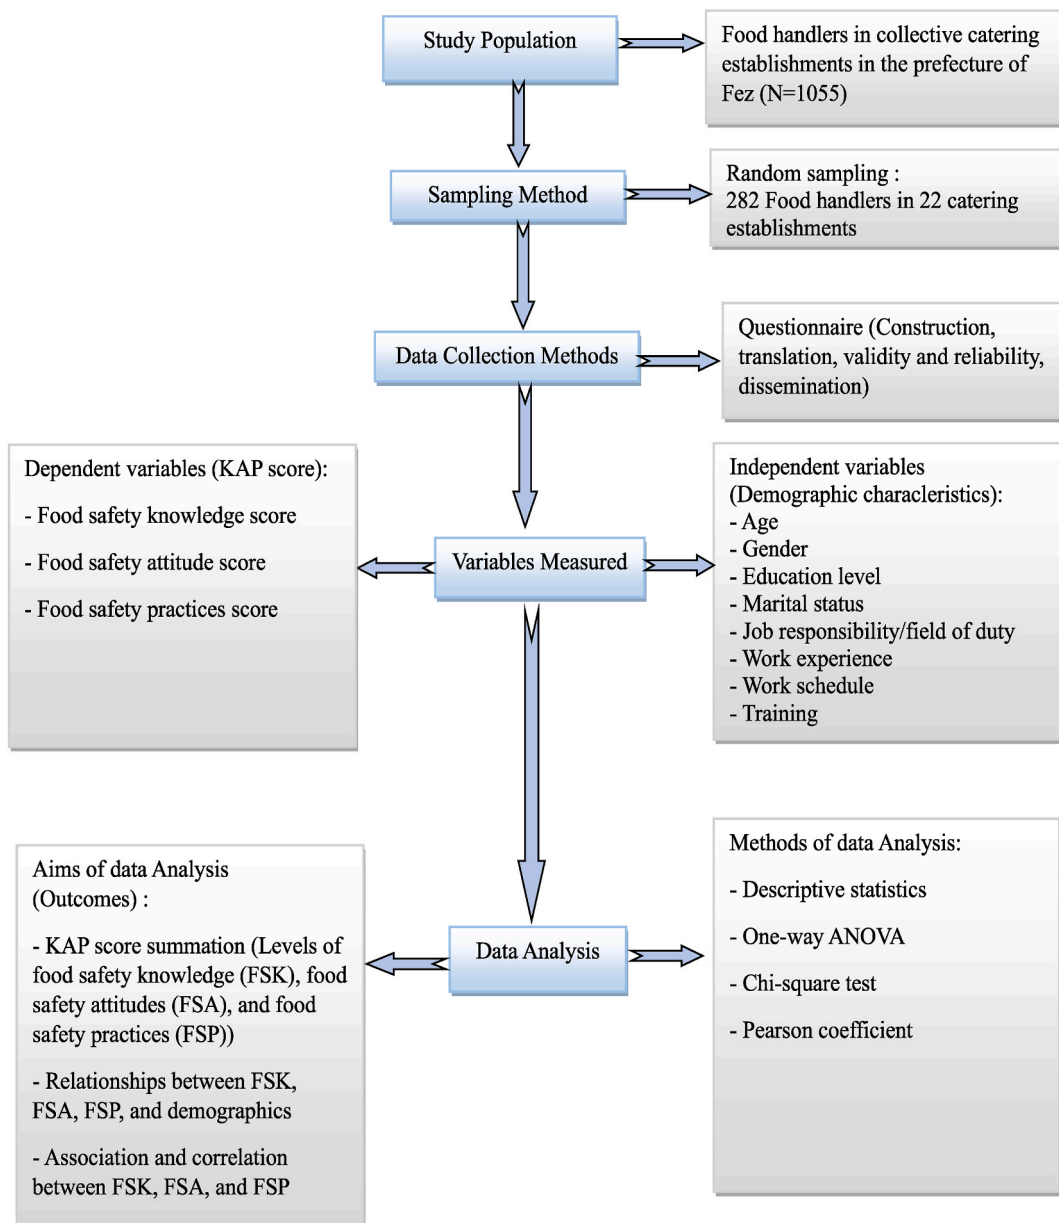 Study Population
Food handlers in collective catering
establishments in the prefecture of
Fez (N=1055)
Sampling Method
Random sampling :
282 Food handlers in 22 catering
establishments
Data Collection Methods
Questionnaire (Construction,
translation, validity and reliability,
dissemination)
Dependent variables (KAP score):
- Food safety knowledge score
- Food safety attitude score
- Food safety practices score
Variables Measured
Independent variables
(Demographic characleristics):
- Age
- Gender
- Education level
- Marital status
- Job responsibility/field of duty
- Work experience
- Work schedule
- Training
Aims of data Analysis
(Outcomes) :
- KAP score summation (Levels of
food safety knowledge (FSK), food
safety attitudes (FSA), and food
safety practices (FSP))
- Relationships between FSK,
FSA, FSP, and demographics
- Association and correlation
between FSK, FSA, and FSP
Data Analysis
Methods of data Analysis:
- Descriptive statistics
- One-way ANOVA
- Chi-square test
- Pearson coefficient